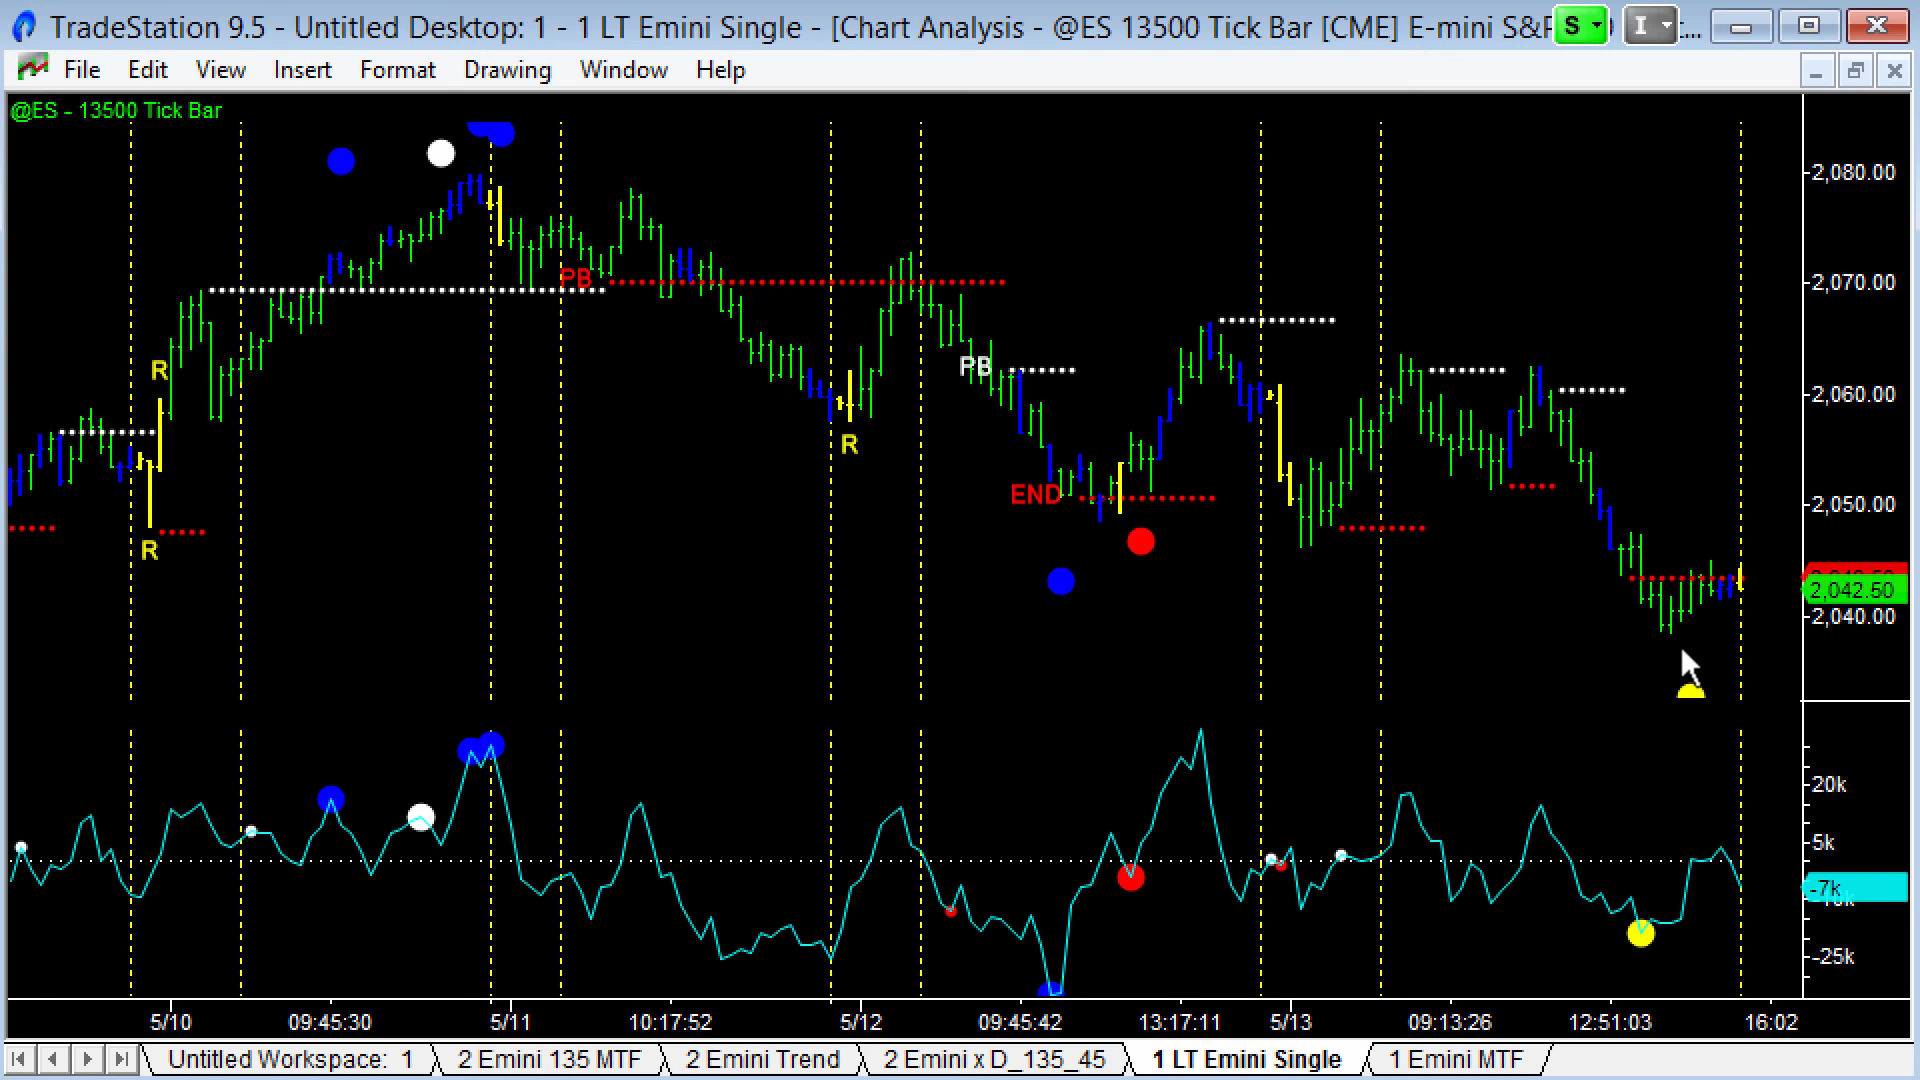 TradeStation 9.5 - Untitled Desktop: 1 - 1 LT Emini Single - [Chart Analysis - @ES 13500 Tick Bar [CME] E-mini S&P
S
I
File Edit View Insert Format Drawing Window Help
@ES - 13500 Tick Bar
2,080.00
PB
2,070.00
R
PB
2,060.00
R
END
2,050.00
R
2,042.50
2,040.00
20k
5k
-7k
-25k
5/10 09:45:30 5/11 10:17:52 5/12 09:45:42 13:17:11 5/13 09:13:26 12:51:03 16:02
Untitled Workspace: 1 2 Emini 135 MTF 2 Emini Trend 2 Emini x D_135_45 1 LT Emini Single 1 Emini MTF